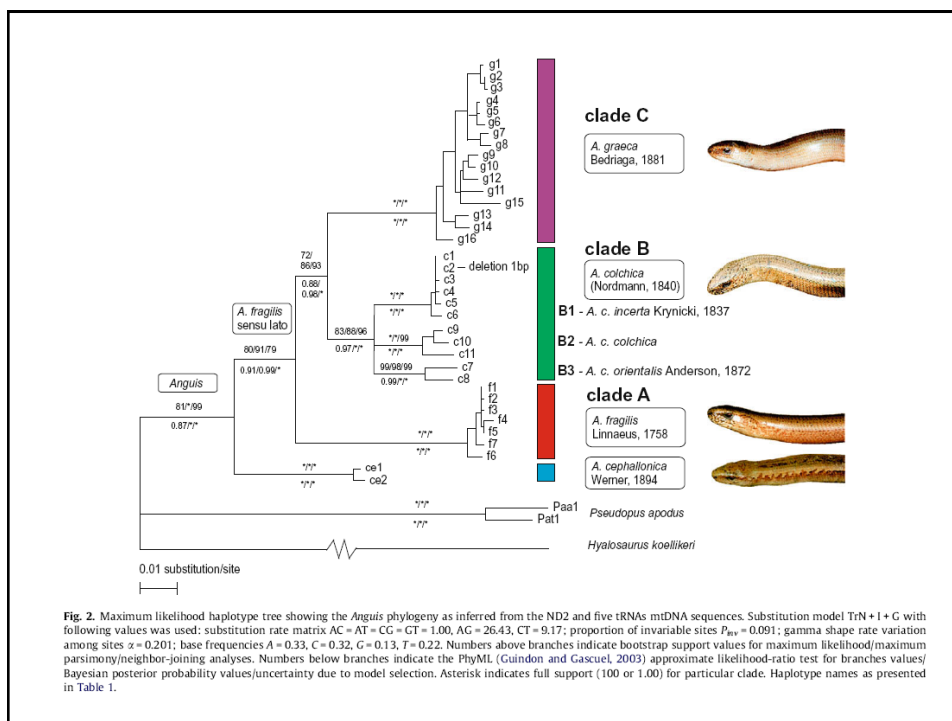 g1
g2
g3
g4
g5
g6
g7
g8
g9
g10
g12
g11
g15
g13
g14
g16
clade C
A. graeca
Bedriaga, 1881
*/*/*
*/*/*
72/
86/93
0.88/
0.98/*
c1
c2 deletion 1bp
c3
c4
c5
c6
c9
c10
c11
c7
c8
clade B
A. colchica
(Nordmann, 1840)
B1 - A. c. incerta Krynicki, 1837
B2 - A. c. colchica
B3 - A. c. orientalis Anderson, 1872
*/*/*
*/*/*
83/88/96
0.97/*/*
*/*/99
*/*/*
99/98/99
0.99/*/*
A. fragilis
sensu lato
80/91/79
0.91/0.99/*
Anguis
81/*/99
0.87/*/*
f1
f2
f3
f4
f5
f7
f6
clade A
A. fragilis
Linnaeus, 1758
*/*/*
*/*/*
ce1
ce2
A. cephallonica
Werner, 1894
*/*/*
*/*/*
Paa1
Pat1
Pseudopus apodus
*/*/*
*/*/*
Hyalosaurus koellikeri
0.01 substitution/site
Fig. 2. Maximum likelihood haplotype tree showing the Anguis phylogeny as inferred from the ND2 and five tRNAs mtDNA sequences. Substitution model TrN + I + G with
following values was used: substitution rate matrix AC = AT = CG = GT = 1.00, AG = 26.43, CT = 9.17; proportion of invariable sites Pinv = 0.091; gamma shape rate variation
among sites α = 0.201; base frequencies A = 0.33, C = 0.32, G = 0.13, T = 0.22. Numbers above branches indicate bootstrap support values for maximum likelihood/maximum
parsimony/neighbor-joining analyses. Numbers below branches indicate the PhyML (Guindon and Gascuel, 2003) approximate likelihood-ratio test for branches values/
Bayesian posterior probability values/uncertainty due to model selection. Asterisk indicates full support (100 or 1.00) for particular clade. Haplotype names as presented
in Table 1.